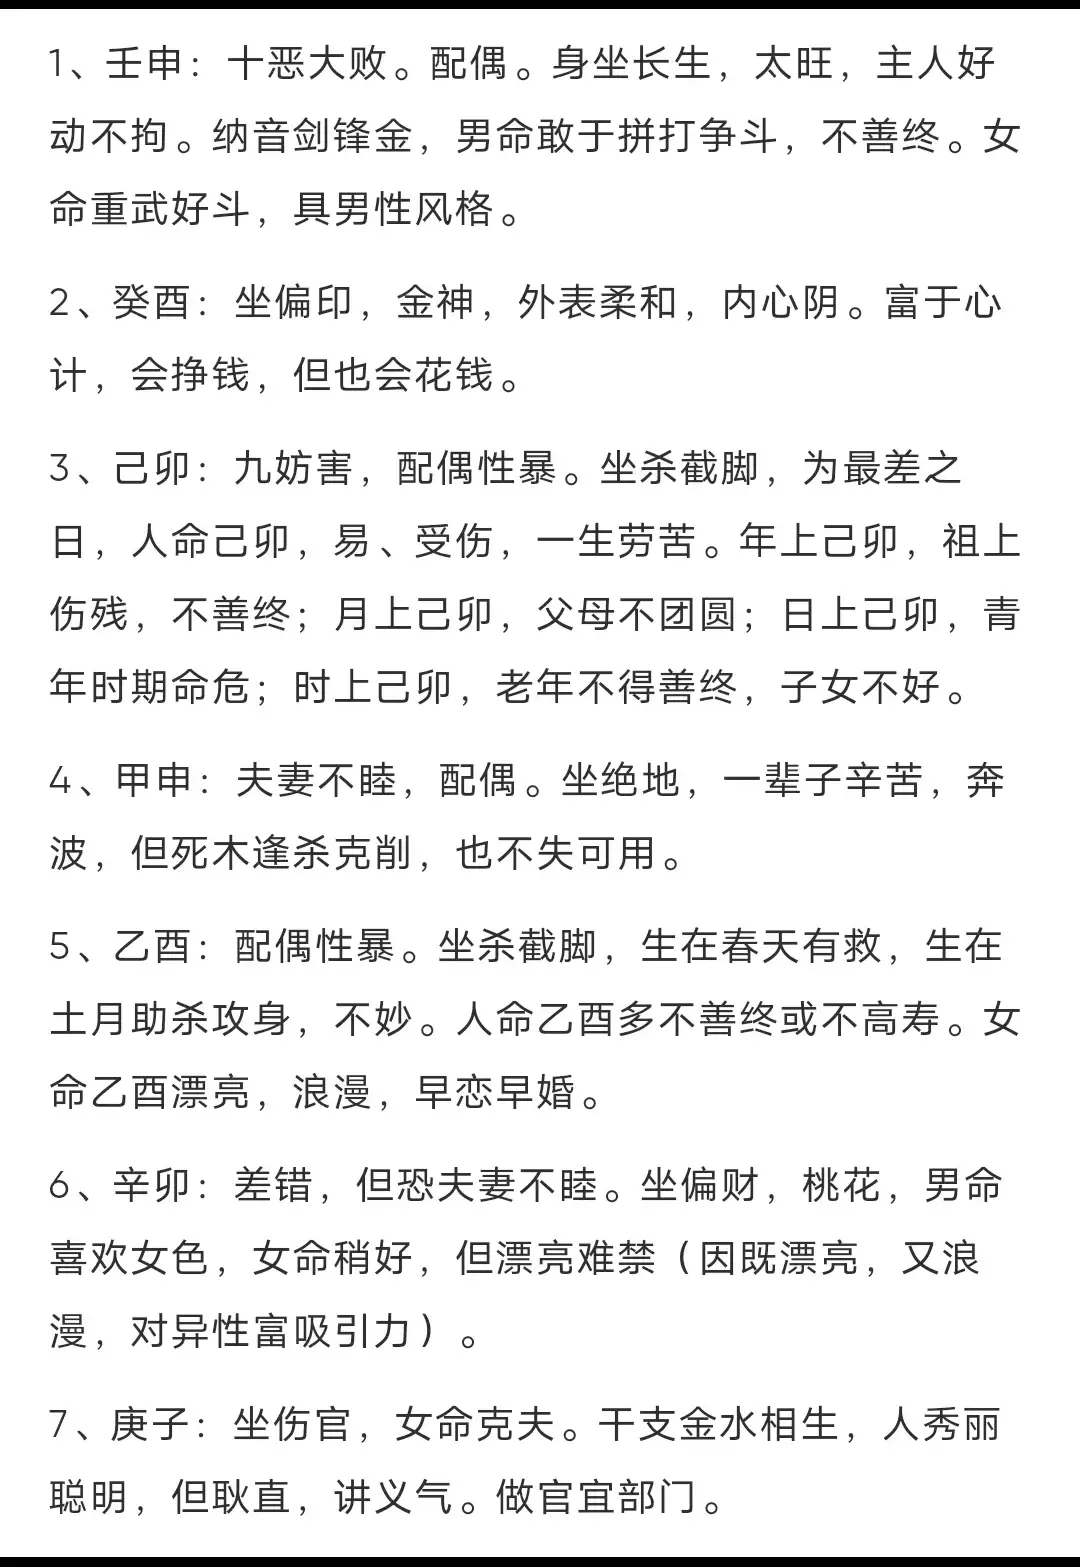 1、壬申：十恶大败。配偶。身坐长生，太旺，主人好
动不拘。纳音剑锋金，男命敢于拼打争斗，不善终。女
命重武好斗，具男性风格。
2、癸酉：坐偏印，金神，外表柔和，内心阴。富于心
计，会挣钱，但也会花钱。
3、己卯：九妨害，配偶性暴。坐杀截脚，为最差之
日，人命己卯，易、受伤，一生劳苦。年上己卯，祖上
伤残，不善终；月上己卯，父母不团圆；日上己卯，青
年时期命危；时上己卯，老年不得善终，子女不好。
4、甲申：夫妻不睦，配偶。坐绝地，一辈子辛苦，奔
波，但死木逢杀克削，也不失可用。
5、乙酉：配偶性暴。坐杀截脚，生在春天有救，生在
土月助杀攻身，不妙。人命乙酉多不善终或不高寿。女
命乙酉漂亮，浪漫，早恋早婚。
6、辛卯：差错，但恐夫妻不睦。坐偏财，桃花，男命
喜欢女色，女命稍好，但漂亮难禁（因既漂亮，又浪
漫，对异性富吸引力）。
7、庚子：坐伤官，女命克夫。干支金水相生，人秀丽
聪明，但耿直，讲义气。做官宜部门。